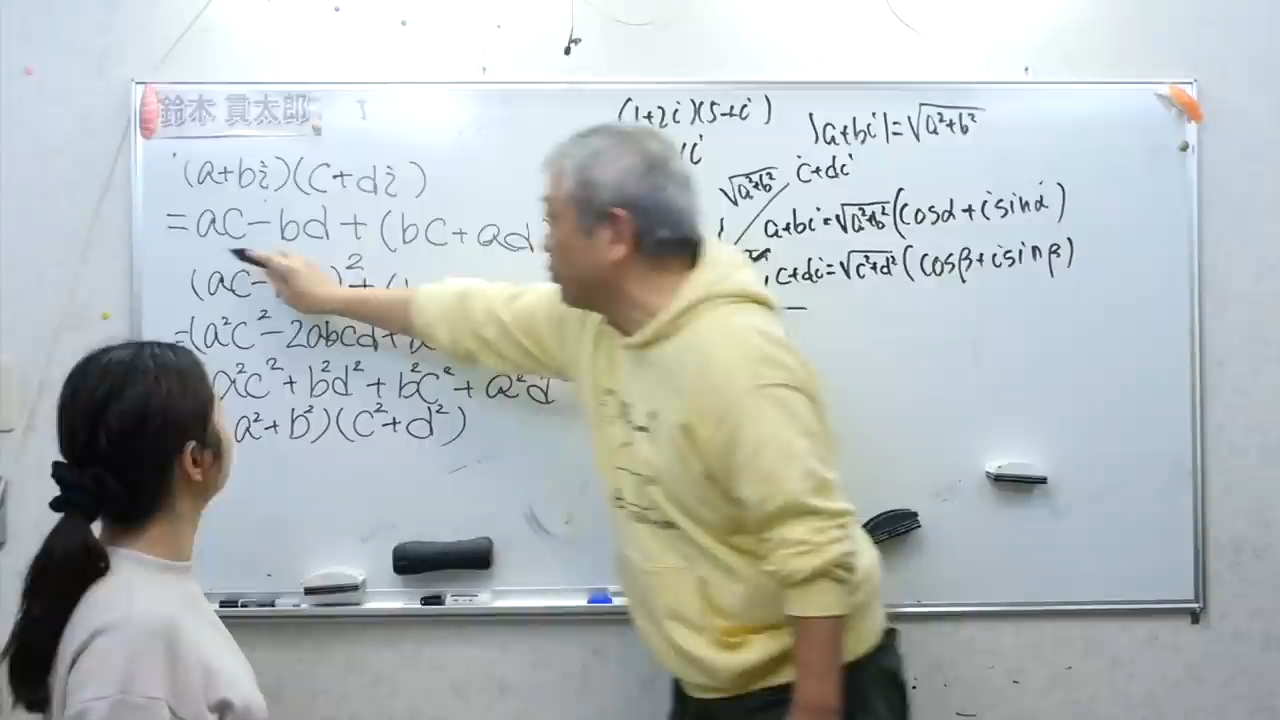 鈴木 貫太郎
(a+bi)(c+di)
=ac-bd+(bc+ad
(ac-)²+(
=(a²c²-2abcd+
a²c²+b²d²+b²c²+a²d
a²+b²)(c²+d²)
(1+2i)(5+i)
i
|a+bi|=√a²+b²
c+di
√a²+b²
a+bi=√a²+b²(cosα+isinα)
c+di=√c²+d²(cosβ+isinβ)